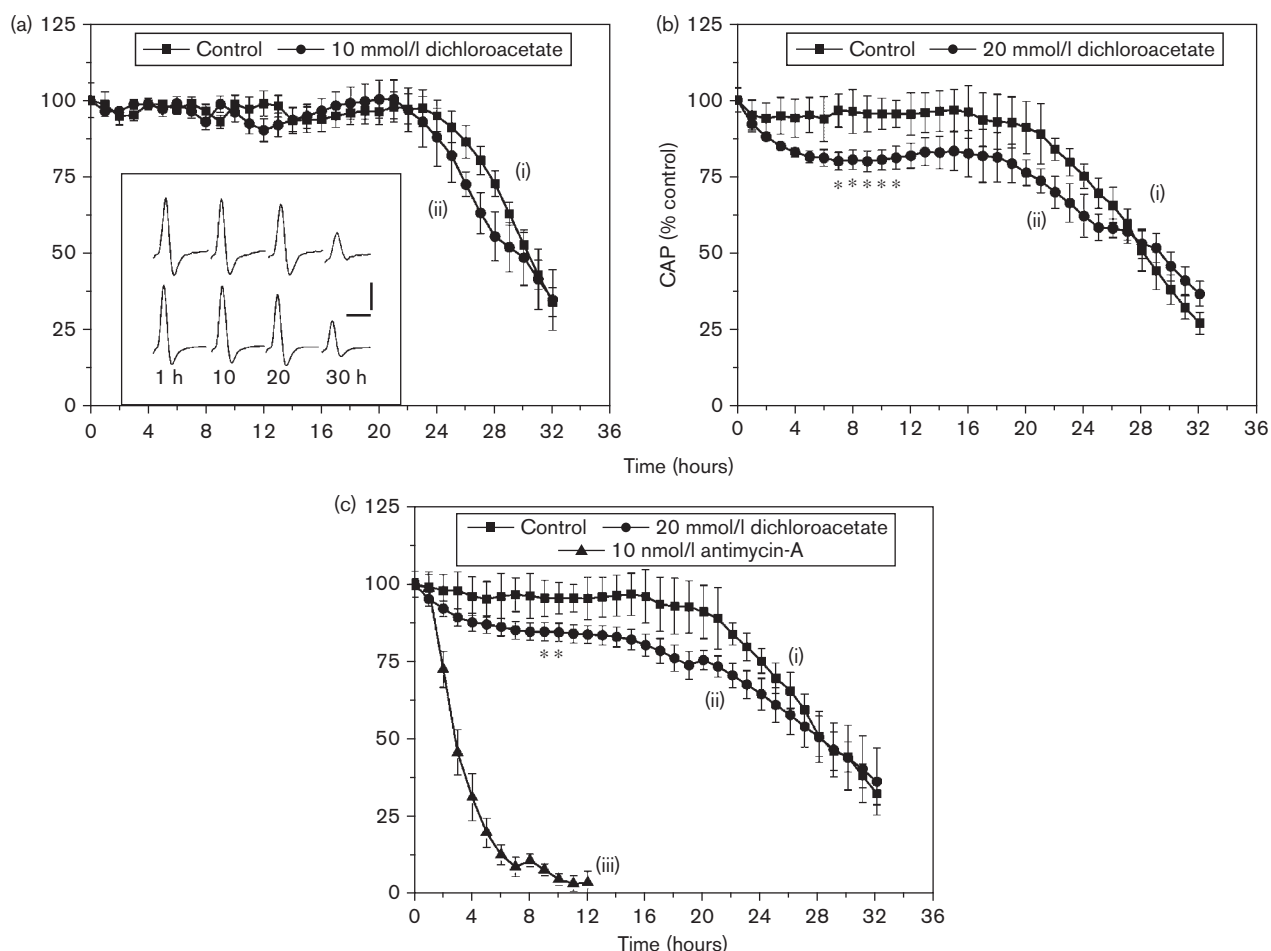 (a)
125
100
75
50
25
0
Control 10 mmol/l dichloroacetate
(i)
(ii)
1 h 10 20 30 h
0 4 8 12 16 20 24 28 32 36
(b)
125
100
75
50
25
0
CAP (% control)
Control 20 mmol/l dichloroacetate
*****
(i)
(ii)
0 4 8 12 16 20 24 28 32 36
Time (hours)
(c)
125
100
75
50
25
0
Control 20 mmol/l dichloroacetate
10 nmol/l antimycin-A
**
(i)
(ii)
(iii)
0 4 8 12 16 20 24 28 32 36
Time (hours)